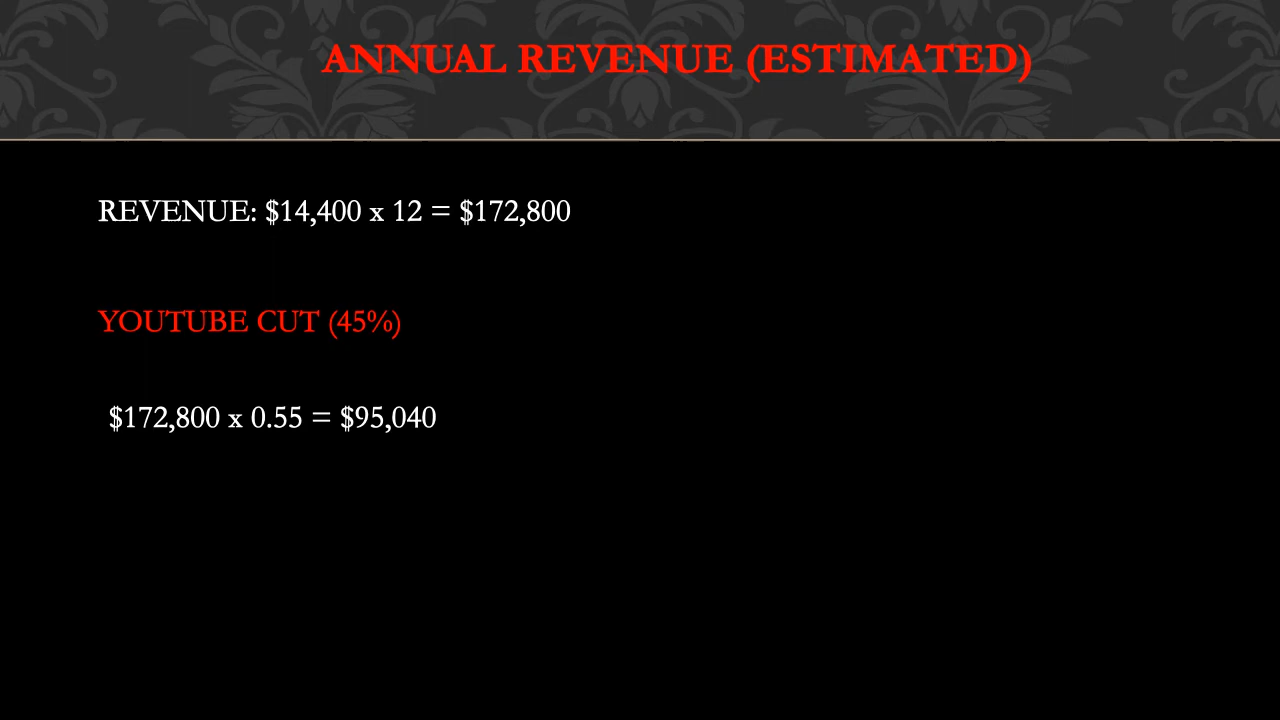 ANNUAL REVENUE (ESTIMATED)
REVENUE: $14,400 x 12 = $172,800
YOUTUBE CUT (45%)
$172,800 x 0.55 = $95,040